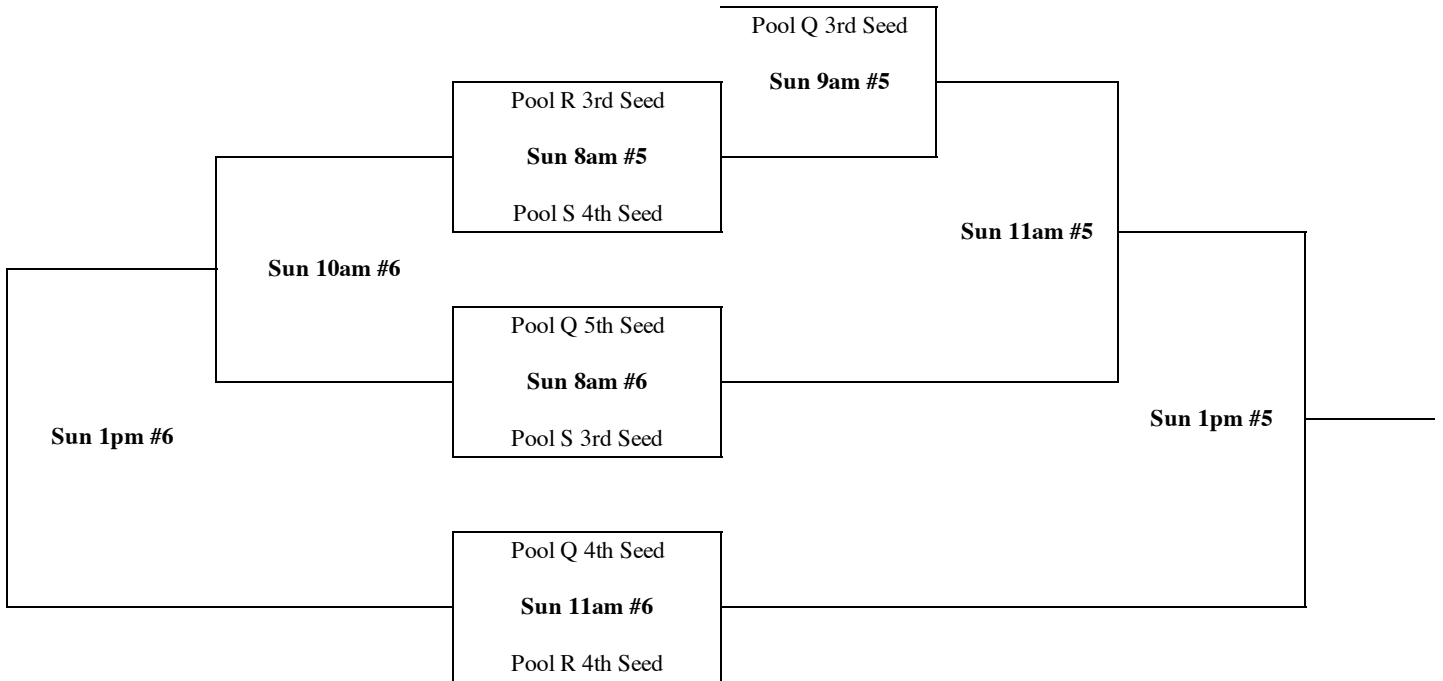 Pool Q 3rd Seed
Sun 9am #5
Pool R 3rd Seed
Sun 8am #5
Pool S 4th Seed
Sun 11am #5
Sun 10am #6
Pool Q 5th Seed
Sun 8am #6
Sun 1pm #5
Sun 1pm #6
Pool S 3rd Seed
Pool Q 4th Seed
Sun 11am #6
Pool R 4th Seed